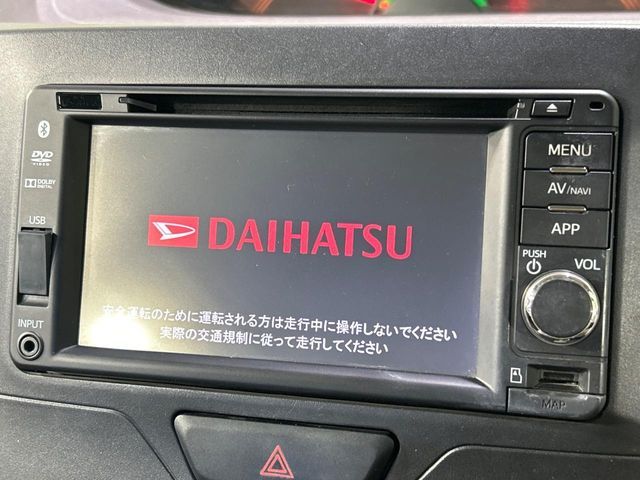 MENU
DVD
VIDEO
AV/NAVI
DOLBY
DIGITAL
USB
APP
DAIHATSU
PUSH
VOL
安全運転のために運転される方は走行中に操作しないでください
INPUT
実際の交通規制に従って走行してください
MAP